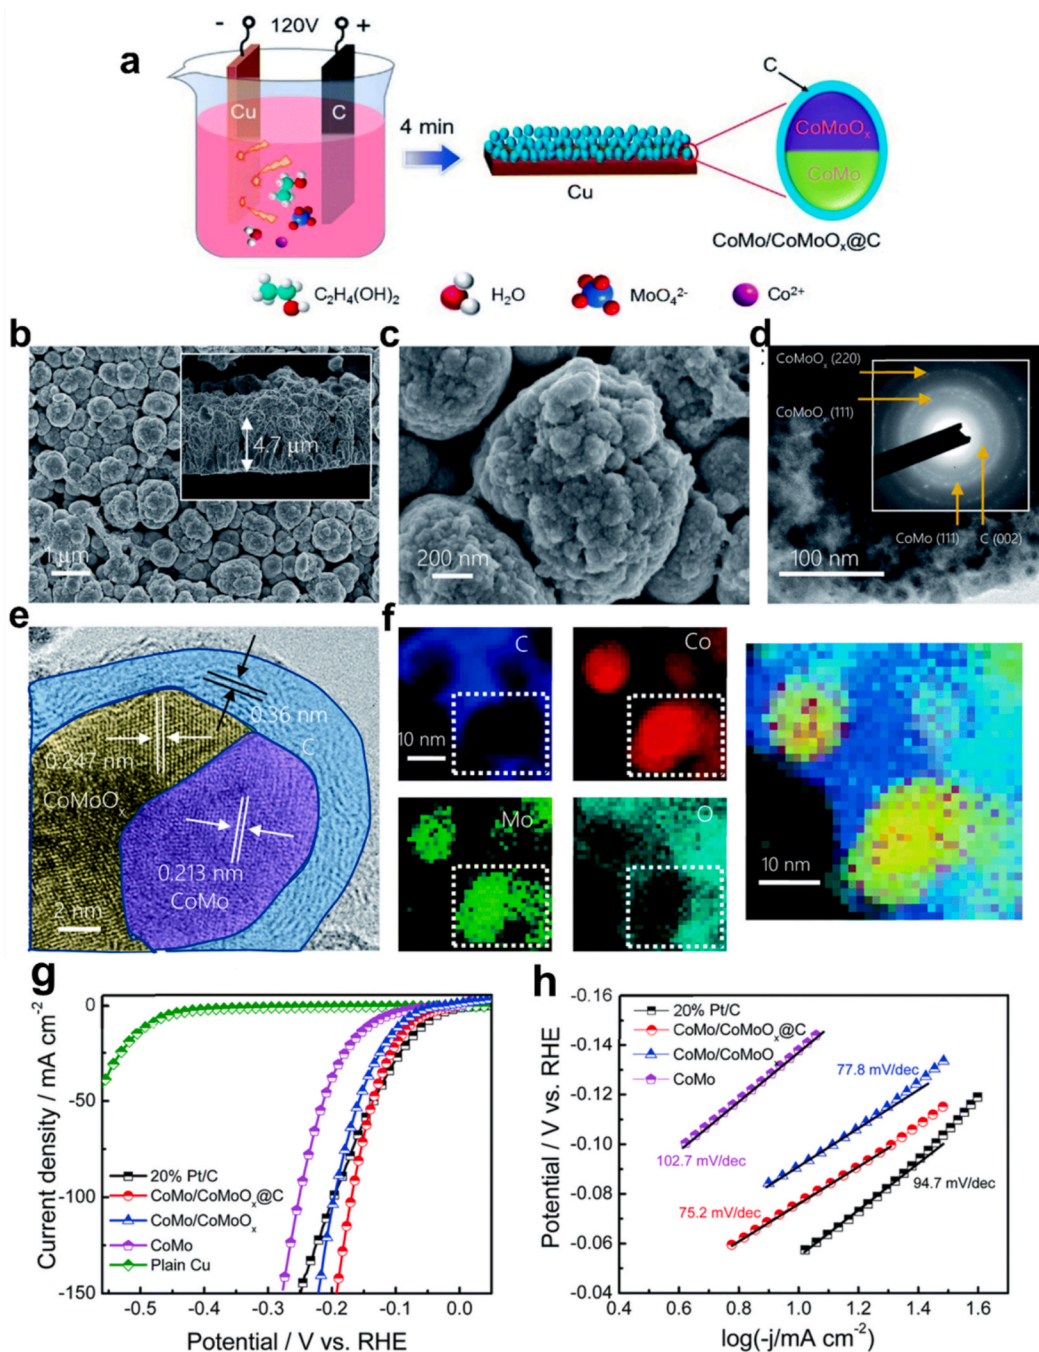 a
- 120V +
Cu
C
4 min
Cu
C
CoMoOₓ
CoMo
CoMo/CoMoOₓ@C
C₂H₄(OH)₂
H₂O
MoO₄²⁻
Co²⁺
b
4.7 μm
1 μm
c
200 nm
d
CoMoOₓ (220)
CoMoOₓ (111)
CoMo (111)
C (002)
100 nm
e
0.36 nm
C
0.247 nm
CoMoOₓ
0.213 nm
CoMo
2 nm
f
C
10 nm
Co
Mo
O
10 nm
g
Current density / mA cm⁻²
0
-50
-100
-150
20% Pt/C
CoMo/CoMoOₓ@C
CoMo/CoMoOₓ
CoMo
Plain Cu
-0.5 -0.4 -0.3 -0.2 -0.1 0.0
Potential / V vs. RHE
h
Potential / V vs. RHE
-0.16
-0.14
-0.12
-0.10
-0.08
-0.06
-0.04
20% Pt/C
CoMo/CoMoOₓ@C
CoMo/CoMoOₓ
CoMo
77.8 mV/dec
102.7 mV/dec
75.2 mV/dec
94.7 mV/dec
0.4 0.6 0.8 1.0 1.2 1.4 1.6
log(-j/mA cm⁻²)